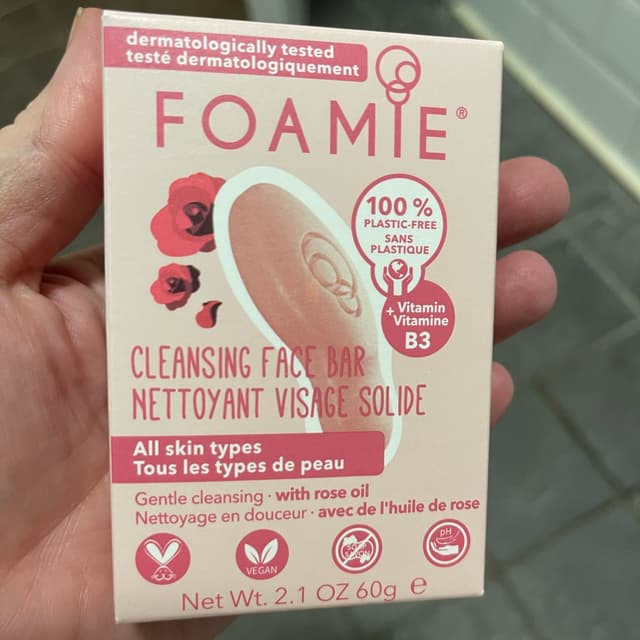 dermatologically tested
testé dermatologiquement
FOAMIE®
100 %
PLASTIC-FREE
SANS
PLASTIQUE
+ Vitamin
Vitamine
B3
CLEANSING FACE BAR
NETTOYANT VISAGE SOLIDE
All skin types
Tous les types de peau
Gentle cleansing · with rose oil
Nettoyage en douceur · avec de l'huile de rose
VEGAN
pH
Net Wt. 2.1 OZ 60g ℮